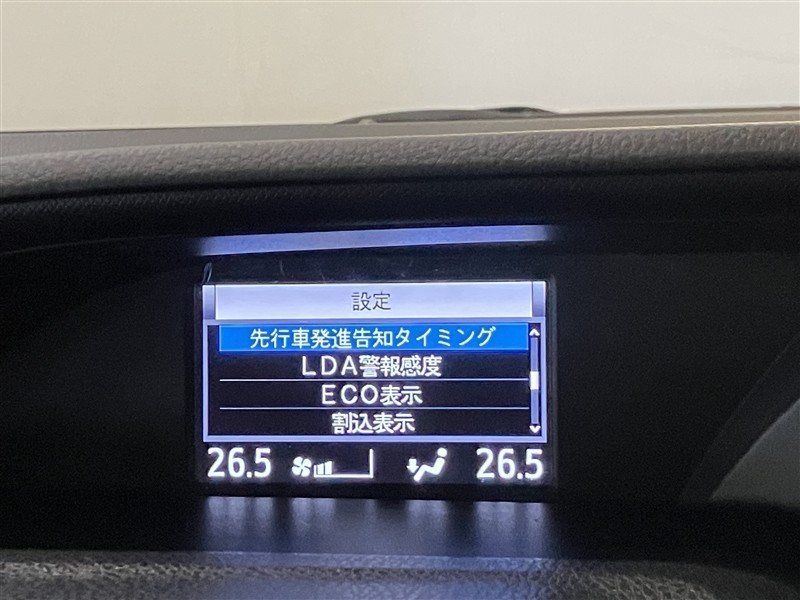 設定
先行車発進告知タイミング
LDA警報感度
ECO表示
割込表示
26.5 26.5